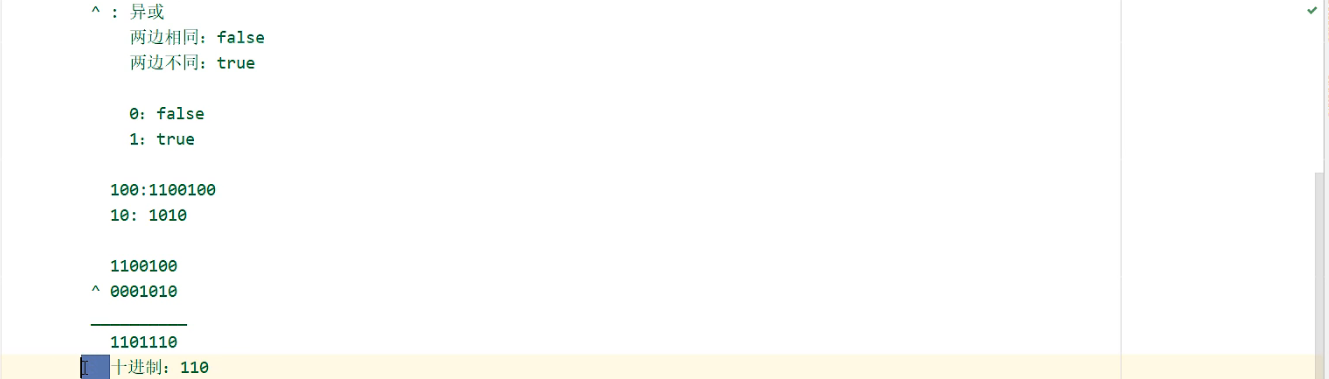 ^ : 异或
两边相同: false
两边不同: true
0: false
1: true
100:1100100
10: 1010
1100100
^ 0001010
__________
1101110
十进制: 110